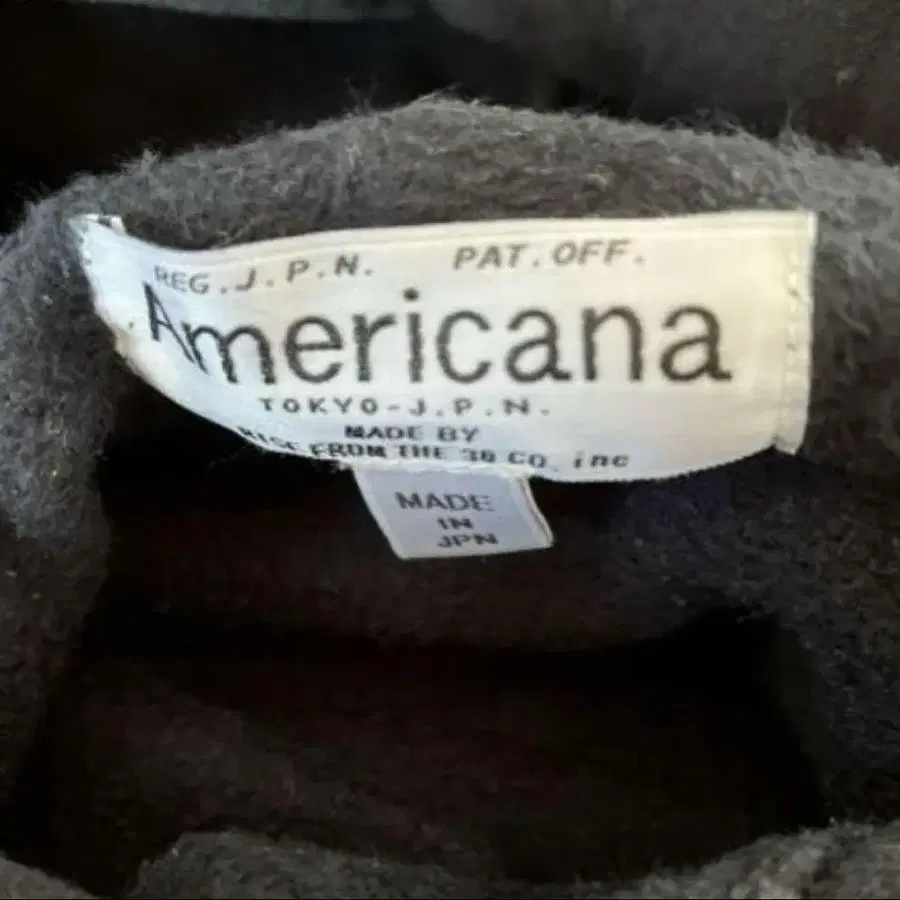 REG.J.P.N. PAT.OFF.
Americana
TOKYO-J.P.N.
MADE BY
RISE FROM THE 30 CO. inc
MADE
IN
JPN